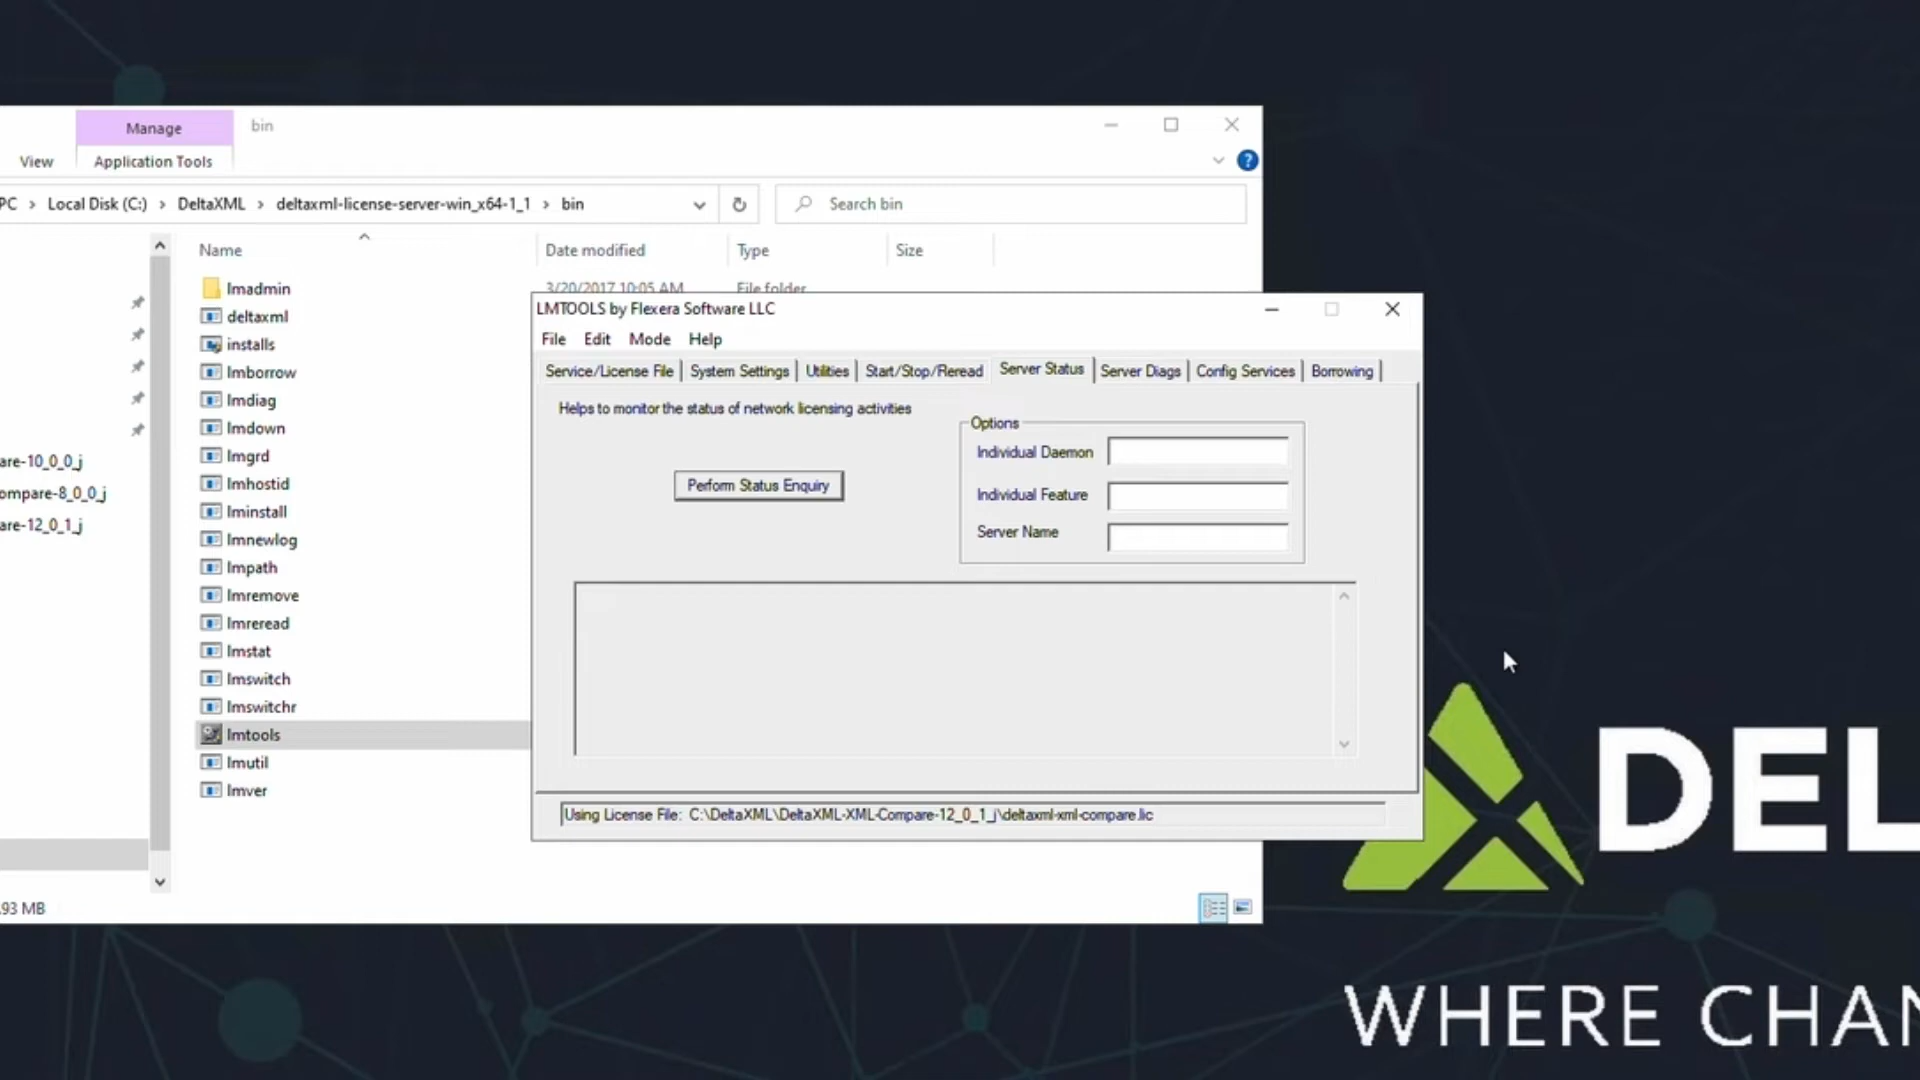 Manage
bin
View
Application Tools
PC > Local Disk (C:) > DeltaXML > deltaxml-license-server-win_x64-1_1 > bin
Search bin
Name
Date modified
Type
Size
lmadmin
3/20/2017 10:05 AM
File folder
deltaxml
installs
lmborrow
lmdiag
lmdown
lmgrd
lmhostid
lminstall
lmnewlog
lmpath
lmremove
lmreread
lmstat
lmswitch
lmswitchr
lmtools
lmutil
lmver
are-10_0_0_j
ompare-8_0_0_j
are-12_0_1_j
.93 MB
LMTOOLS by Flexera Software LLC
File Edit Mode Help
Service/License File
System Settings
Utilities
Start/Stop/Reread
Server Status
Server Diags
Config Services
Borrowing
Helps to monitor the status of network licensing activities
Options
Individual Daemon
Perform Status Enquiry
Individual Feature
Server Name
Using License File: C:\DeltaXML\DeltaXML-XML-Compare-12_0_1_j\deltaxml-xml-compare.lic
DEL
WHERE CHAN